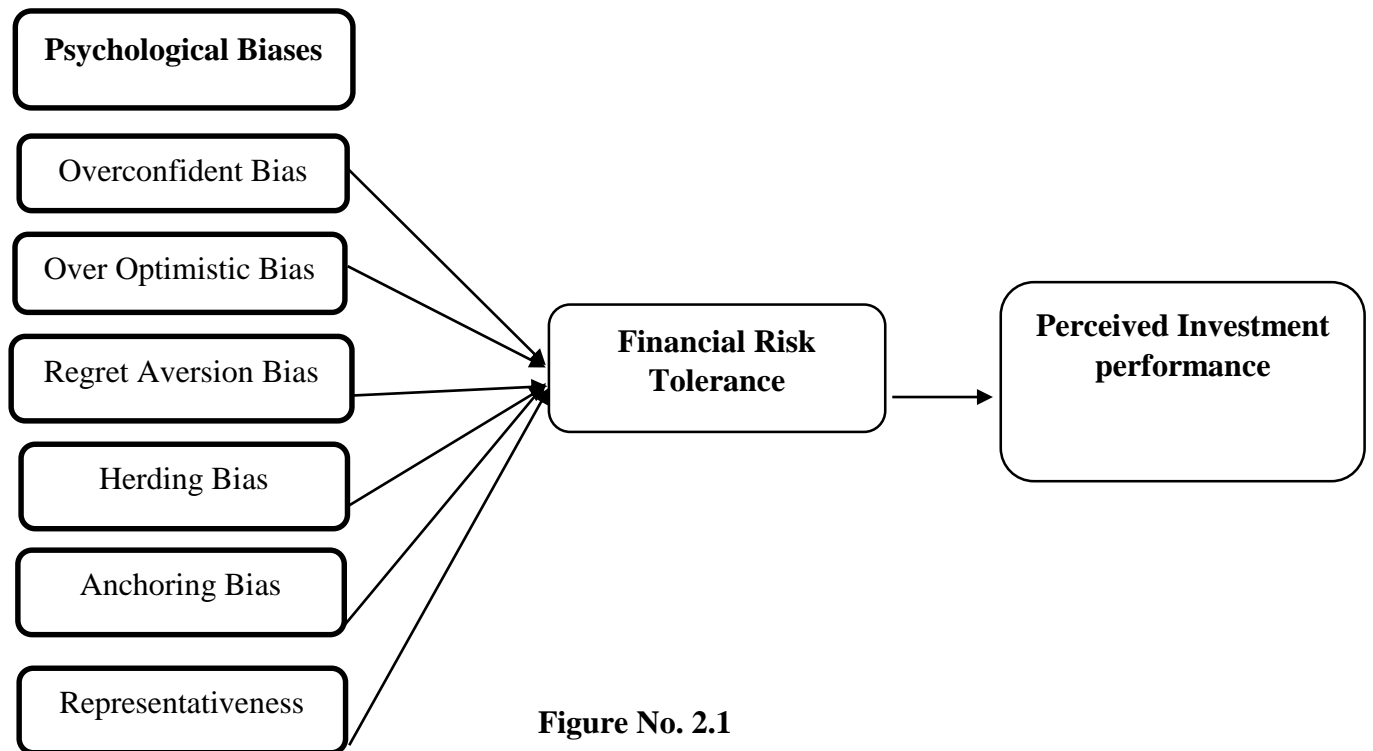 Psychological Biases
Overconfident Bias
Over Optimistic Bias
Regret Aversion Bias
Herding Bias
Anchoring Bias
Representativeness
Financial Risk
Tolerance
Perceived Investment
performance
Figure No. 2.1